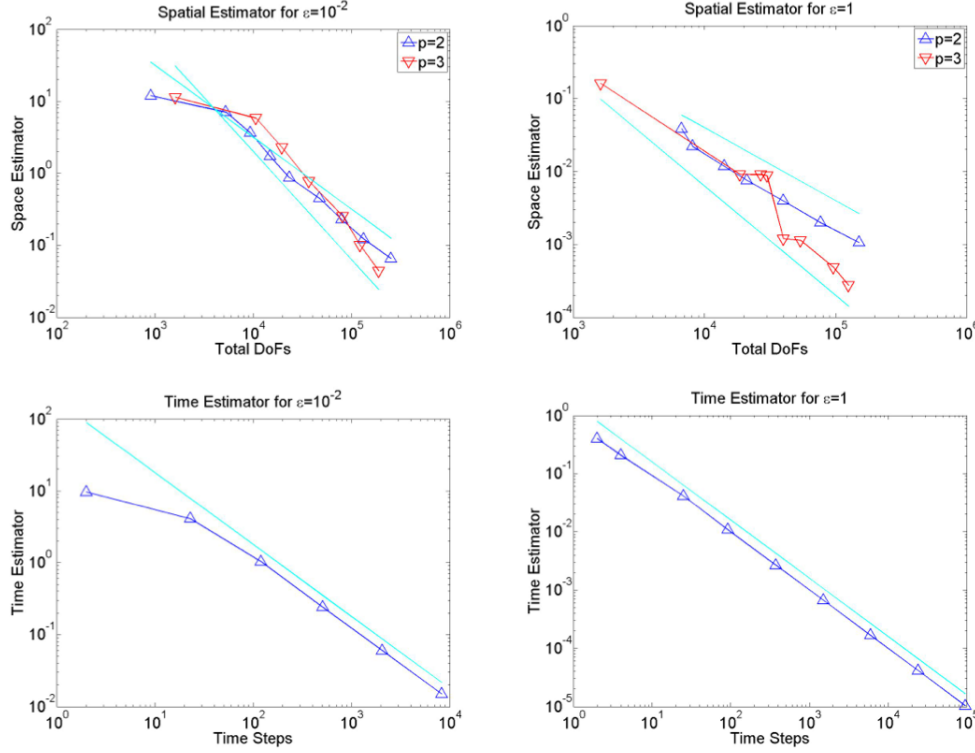 Spatial Estimator for ε=10⁻²
10²
10¹
10⁰
10⁻¹
10⁻²
Space Estimator
p=2
p=3
10² 10³ 10⁴ 10⁵ 10⁶
Total DoFs
Spatial Estimator for ε=1
10⁰
10⁻¹
10⁻²
10⁻³
10⁻⁴
Space Estimator
p=2
p=3
10³ 10⁴ 10⁵ 10⁶
Total DoFs
Time Estimator for ε=10⁻²
10²
10¹
10⁰
10⁻¹
10⁻²
Time Estimator
10⁰ 10¹ 10² 10³ 10⁴
Time Steps
Time Estimator for ε=1
10⁰
10⁻¹
10⁻²
10⁻³
10⁻⁴
10⁻⁵
Time Estimator
10⁰ 10¹ 10² 10³ 10⁴ 10⁵
Time Steps